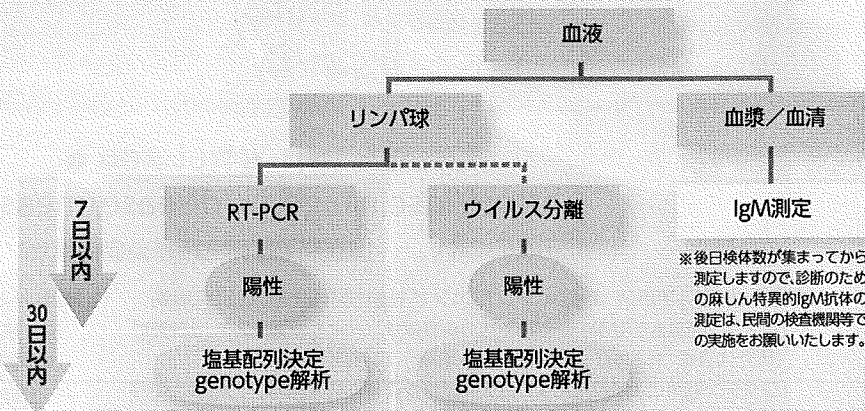 血液
リンパ球
血漿／血清
RT-PCR
ウイルス分離
IgM測定
7日以内
陽性
陽性
※後日検体数が集まってから
測定しますので、診断のため
の麻しん特異的IgM抗体の
測定は、民間の検査機関等で
の実施をお願いいたします。
30日以内
塩基配列決定
genotype解析
塩基配列決定
genotype解析